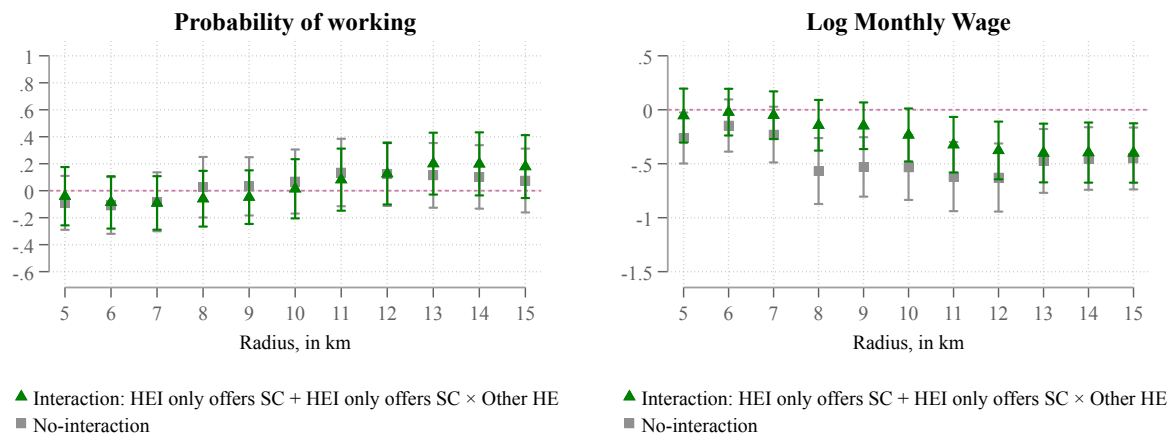 Probability of working
1
.8
.6
.4
.2
0
-.2
-.4
-.6
5 6 7 8 9 10 11 12 13 14 15
Radius, in km
Interaction: HEI only offers SC + HEI only offers SC × Other HE
No-interaction
Log Monthly Wage
.5
0
-.5
-1
-1.5
5 6 7 8 9 10 11 12 13 14 15
Radius, in km
Interaction: HEI only offers SC + HEI only offers SC × Other HE
No-interaction